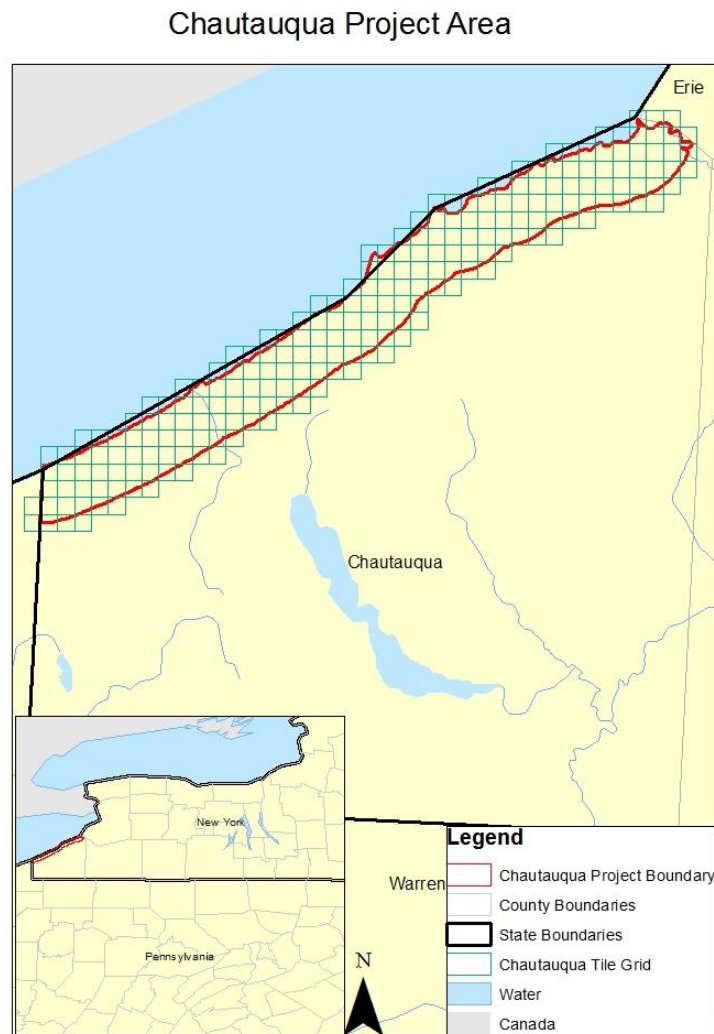 Chautauqua Project Area
Erie
Chautauqua
New York
Pennsylvania
Warren
N
Legend
Chautauqua Project Boundary
County Boundaries
State Boundaries
Chautauqua Tile Grid
Water
Canada